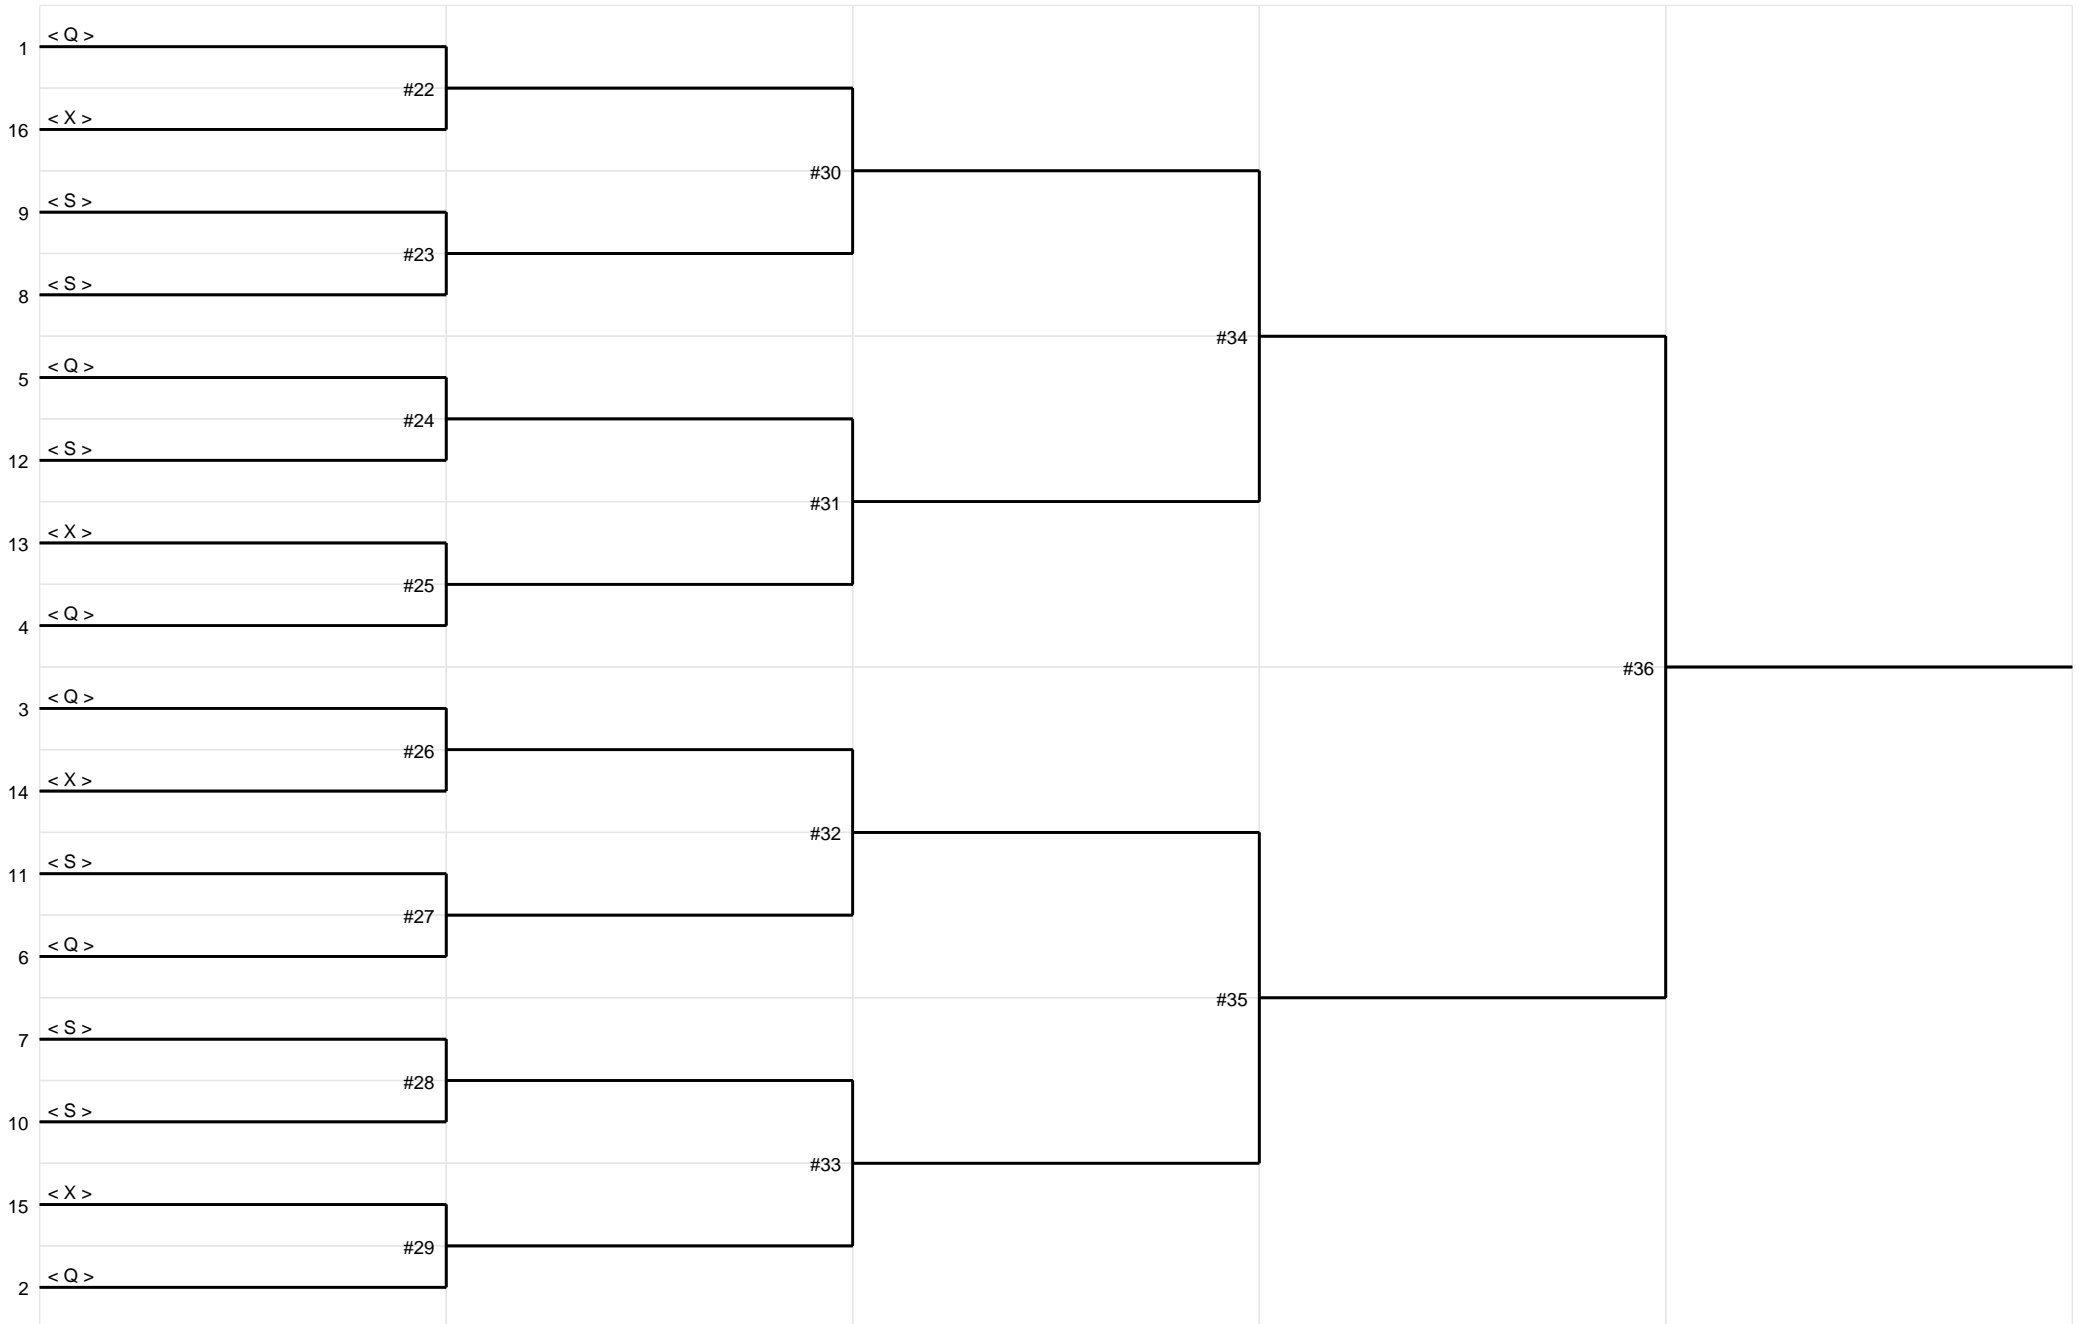 < Q >
1
#22
< X >
16
#30
< S >
9
#23
< S >
8
#34
< Q >
5
#24
< S >
12
#31
< X >
13
#25
< Q >
4
#36
< Q >
3
#26
< X >
14
#32
< S >
11
#27
< Q >
6
#35
< S >
7
#28
< S >
10
#33
< X >
15
#29
< Q >
2